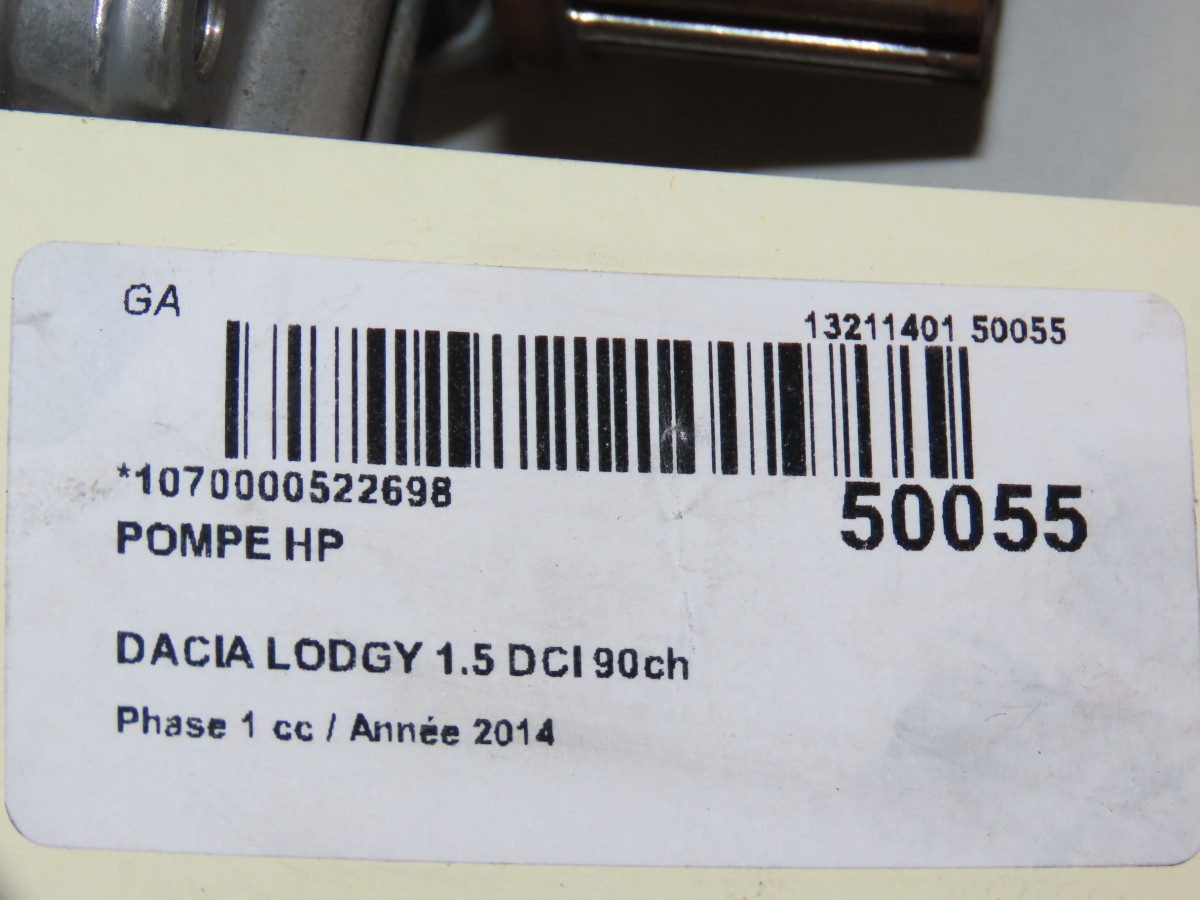 GA
13211401 50055
*1070000522698
50055
POMPE HP
DACIA LODGY 1.5 DCI 90ch
Phase 1 cc / Année 2014